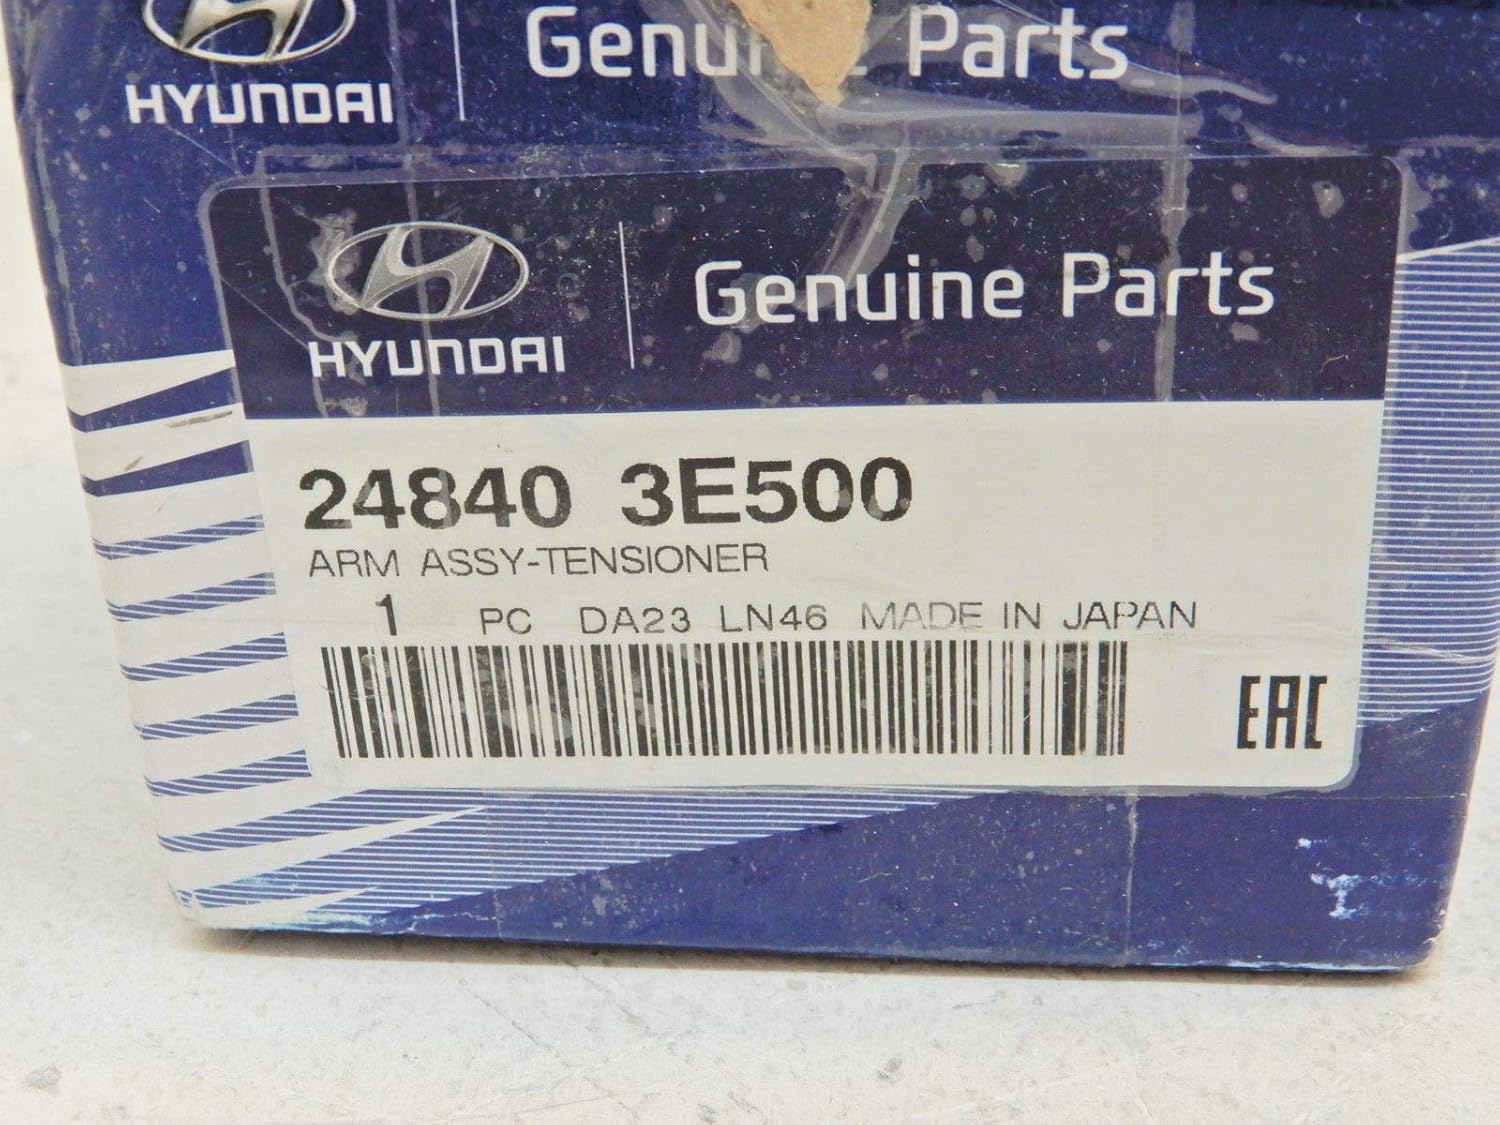 HYUNDAI
Genuine Parts
HYUNDAI
Genuine Parts
24840 3E500
ARM ASSY-TENSIONER
1 PC DA23 LN46 MADE IN JAPAN
EAC